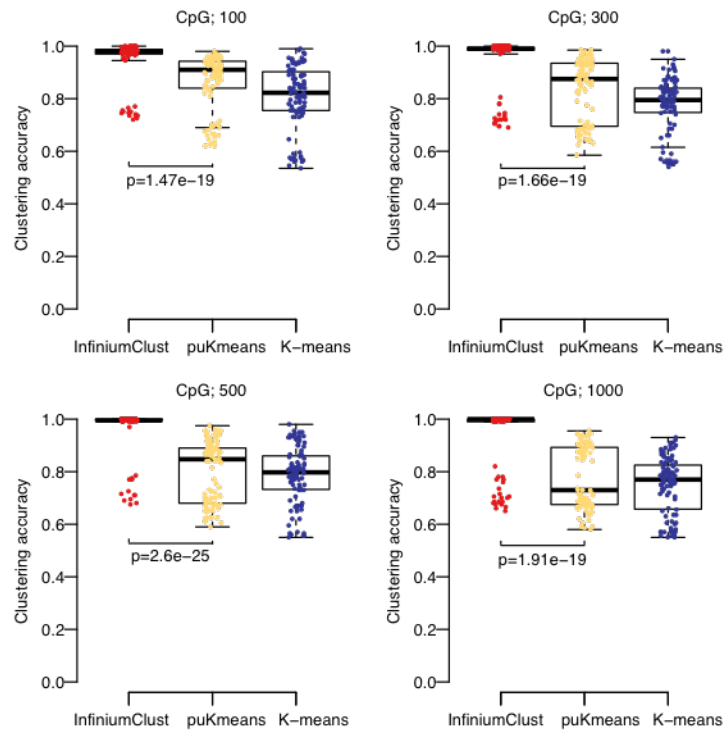 CpG; 100
Clustering accuracy
1.0
0.8
0.6
0.4
0.2
0.0
p=1.47e−19
InfiniumClust puKmeans K−means
CpG; 300
Clustering accuracy
1.0
0.8
0.6
0.4
0.2
0.0
p=1.66e−19
InfiniumClust puKmeans K−means
CpG; 500
Clustering accuracy
1.0
0.8
0.6
0.4
0.2
0.0
p=2.6e−25
InfiniumClust puKmeans K−means
CpG; 1000
Clustering accuracy
1.0
0.8
0.6
0.4
0.2
0.0
p=1.91e−19
InfiniumClust puKmeans K−means